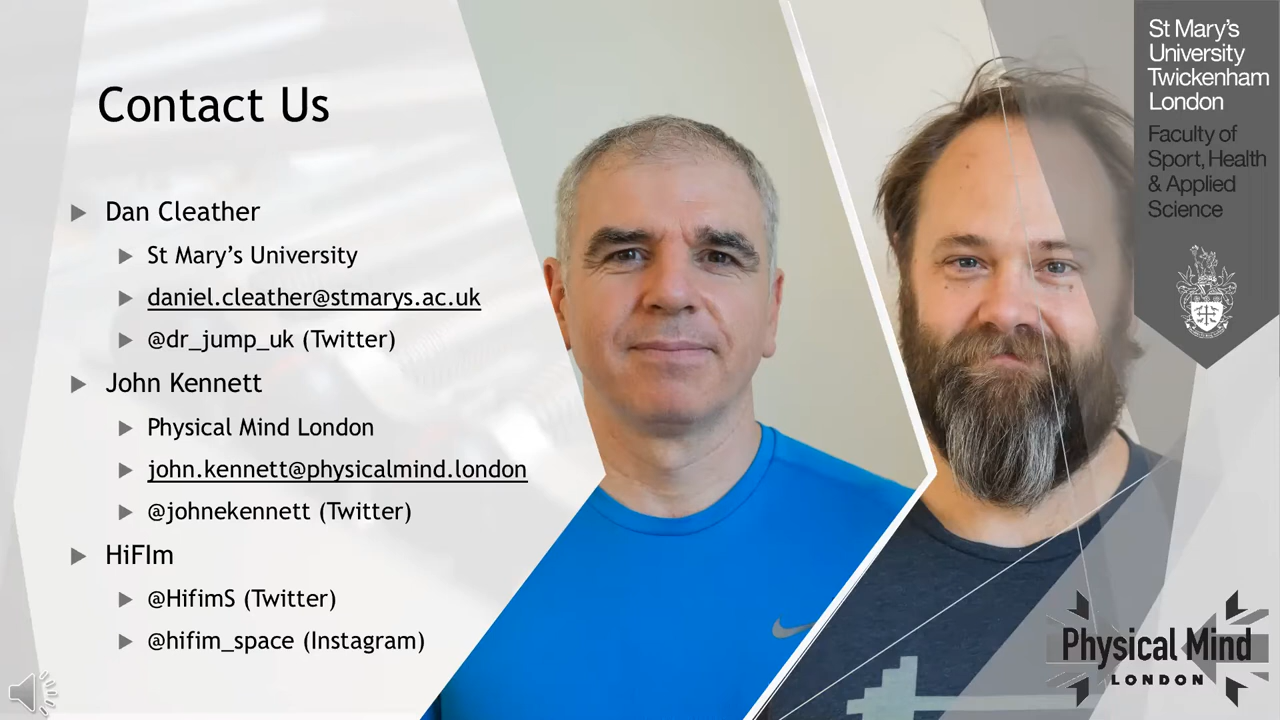 Contact Us
Dan Cleather
St Mary's University
daniel.cleather@stmarys.ac.uk
@dr_jump_uk (Twitter)
John Kennett
Physical Mind London
john.kennett@physicalmind.london
@johnekennett (Twitter)
HiFIm
@HifimS (Twitter)
@hifim_space (Instagram)
St Mary's
University
Twickenham
London
Faculty of
Sport, Health
& Applied
Science
Physical Mind
LONDON